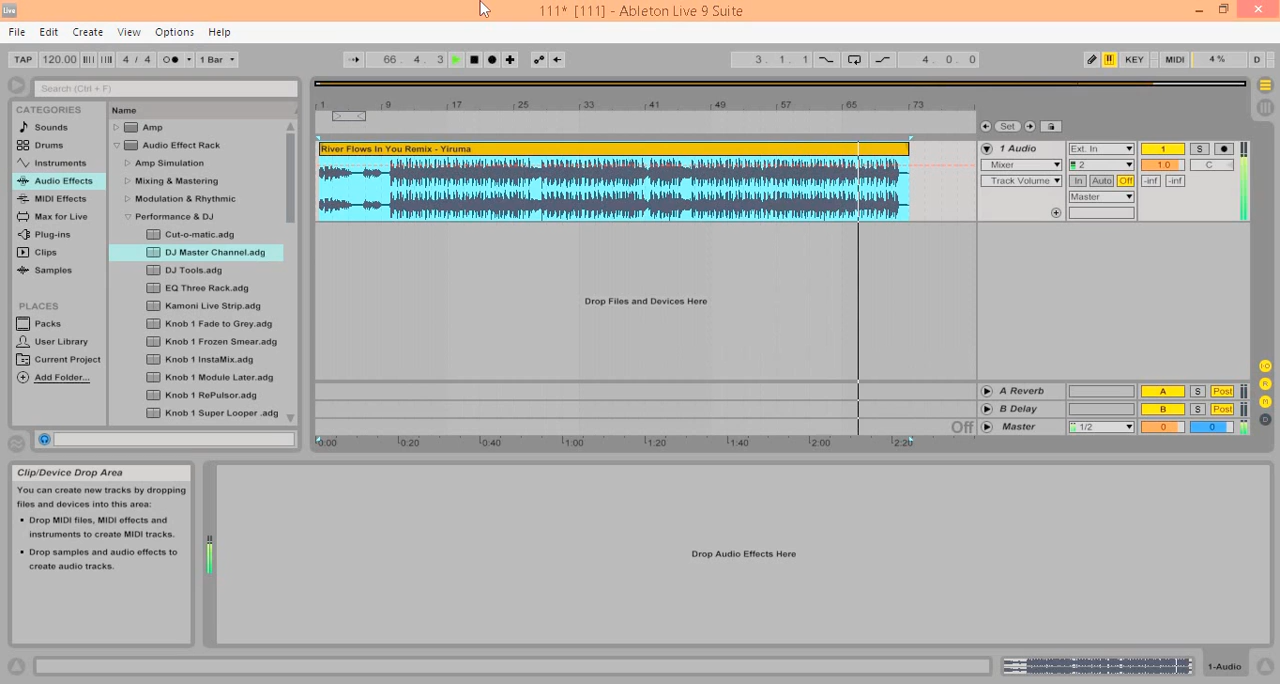 Live
111* [111] - Ableton Live 9 Suite
File Edit Create View Options Help
TAP 120.00 4 / 4 1 Bar 66. 4. 3 3. 1. 1 4. 0. 0 KEY MIDI 4 % D
Search (Ctrl + F)
CATEGORIES
Sounds
Drums
Instruments
Audio Effects
MIDI Effects
Max for Live
Plug-ins
Clips
Samples
PLACES
Packs
User Library
Current Project
Add Folder...
Name
Amp
Audio Effect Rack
Amp Simulation
Mixing & Mastering
Modulation & Rhythmic
Performance & DJ
Cut-o-matic.adg
DJ Master Channel.adg
DJ Tools.adg
EQ Three Rack.adg
Kamoni Live Strip.adg
Knob 1 Fade to Grey.adg
Knob 1 Frozen Smear.adg
Knob 1 InstaMix.adg
Knob 1 Module Later.adg
Knob 1 RePulsor.adg
Knob 1 Super Looper .adg
1 9 17 25 33 41 49 57 65 73
Set
River Flows In You Remix - Yiruma
1 Audio Ext. In 1 S
Mixer 2 1.0 C
Track Volume In Auto Off -inf -inf
Master
Drop Files and Devices Here
A Reverb A S Post
B Delay B S Post
Off Master 1/2 0 0
0:00 0:20 0:40 1:00 1:20 1:40 2:00 2:20
Clip/Device Drop Area
You can create new tracks by dropping
files and devices into this area:
Drop MIDI files, MIDI effects and
instruments to create MIDI tracks.
Drop samples and audio effects to
create audio tracks.
Drop Audio Effects Here
1-Audio
I·O
R
M
D